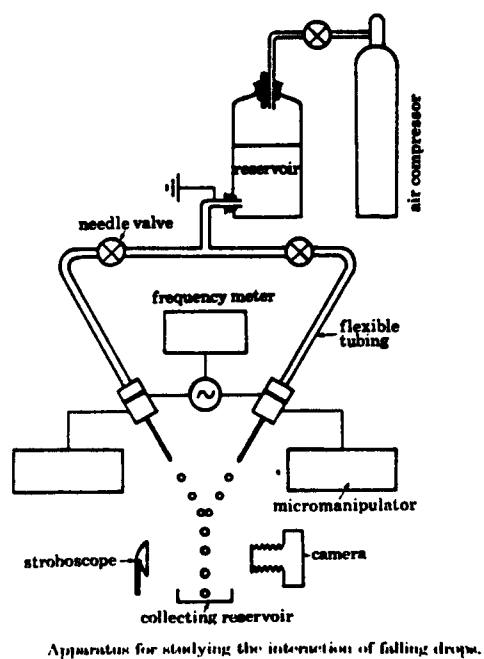 reservoir
air compressor
needle valve
frequency meter
flexible
tubing
micromanipulator
stroboscope
camera
collecting reservoir
Apparatus for studying the interaction of falling drops.